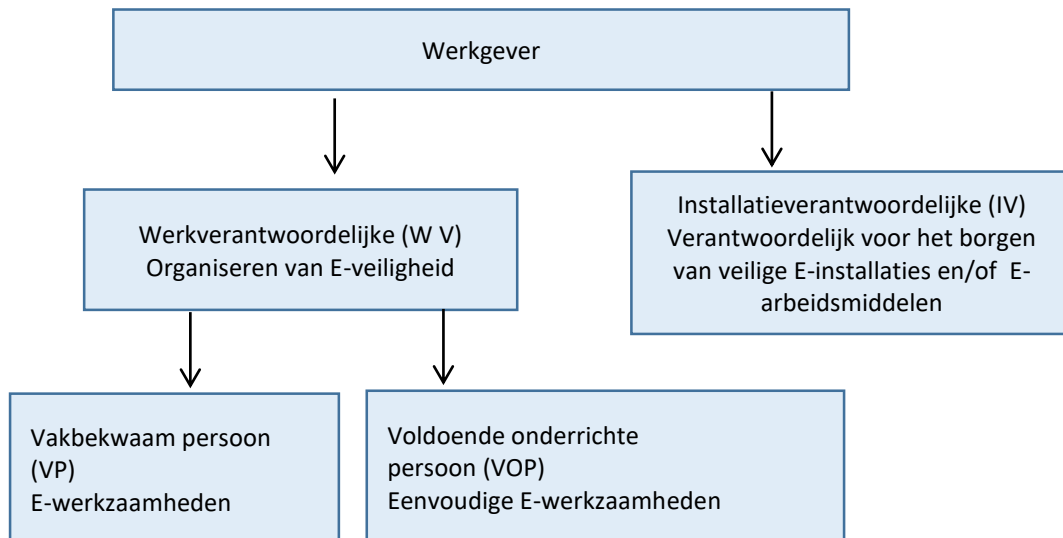 Werkgever
Werkverantwoordelijke (W V)
Organiseren van E-veiligheid
Installatieverantwoordelijke (IV)
Verantwoordelijk voor het borgen
van veilige E-installaties en/of E-
arbeidsmiddelen
Vakbekwaam persoon
(VP)
E-werkzaamheden
Voldoende onderrichte
persoon (VOP)
Eenvoudige E-werkzaamheden